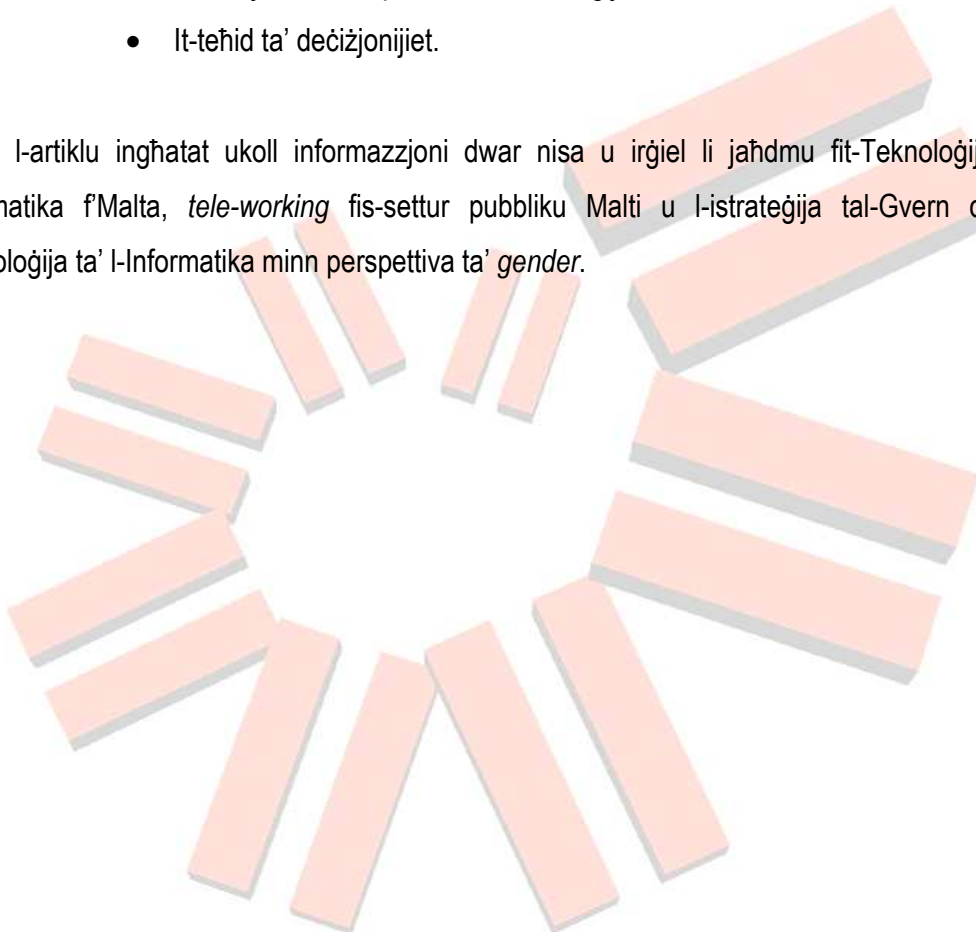 • It-teħid ta’ deċiżjonijiet.
l-artiklu ingħatat ukoll informazzjoni dwar nisa u irġiel li jaħdmu fit-Teknoloġij
matika f’Malta, tele-working fis-settur pubbliku Malti u l-istrateġija tal-Gvern
oloġija ta’ l-Informatika minn perspettiva ta’ gender.